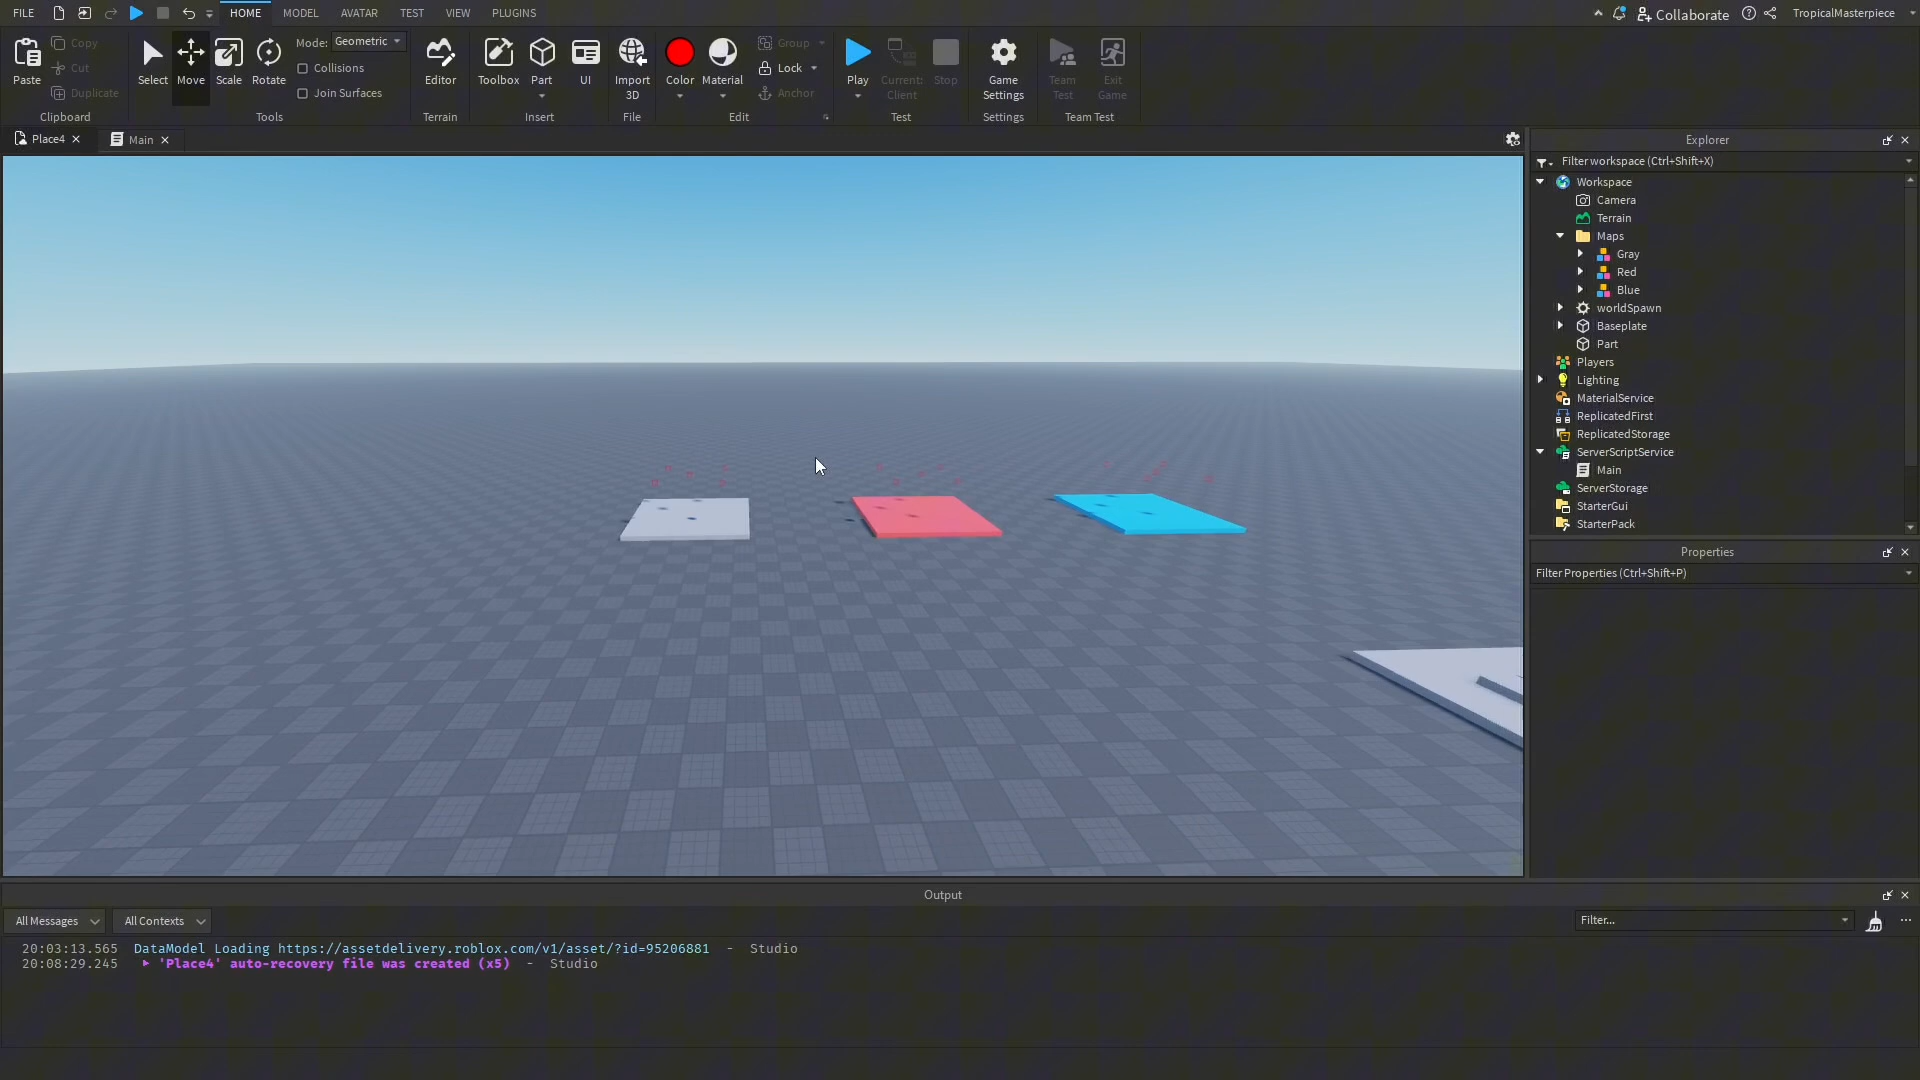 FILE HOME MODEL AVATAR TEST VIEW PLUGINS Collaborate TropicalMasterpiece
Paste Copy Cut Duplicate
Clipboard
Select Move Scale Rotate
Mode: Geometric
Collisions
Join Surfaces
Tools
Editor
Terrain
Toolbox Part UI
Insert
Import
3D
File
Color Material
Group
Lock
Anchor
Edit
Play Current:
Client Stop
Test
Game
Settings
Settings
Team
Test
Exit
Game
Team Test
Place4 Main
Explorer
Filter workspace (Ctrl+Shift+X)
Workspace
Camera
Terrain
Maps
Gray
Red
Blue
worldSpawn
Baseplate
Part
Players
Lighting
MaterialService
ReplicatedFirst
ReplicatedStorage
ServerScriptService
Main
ServerStorage
StarterGui
StarterPack
Properties
Filter Properties (Ctrl+Shift+P)
Output
All Messages All Contexts Filter...
20:03:13.565 DataModel Loading https://assetdelivery.roblox.com/v1/asset/?id=95206881 - Studio
20:08:29.245 'Place4' auto-recovery file was created (x5) - Studio